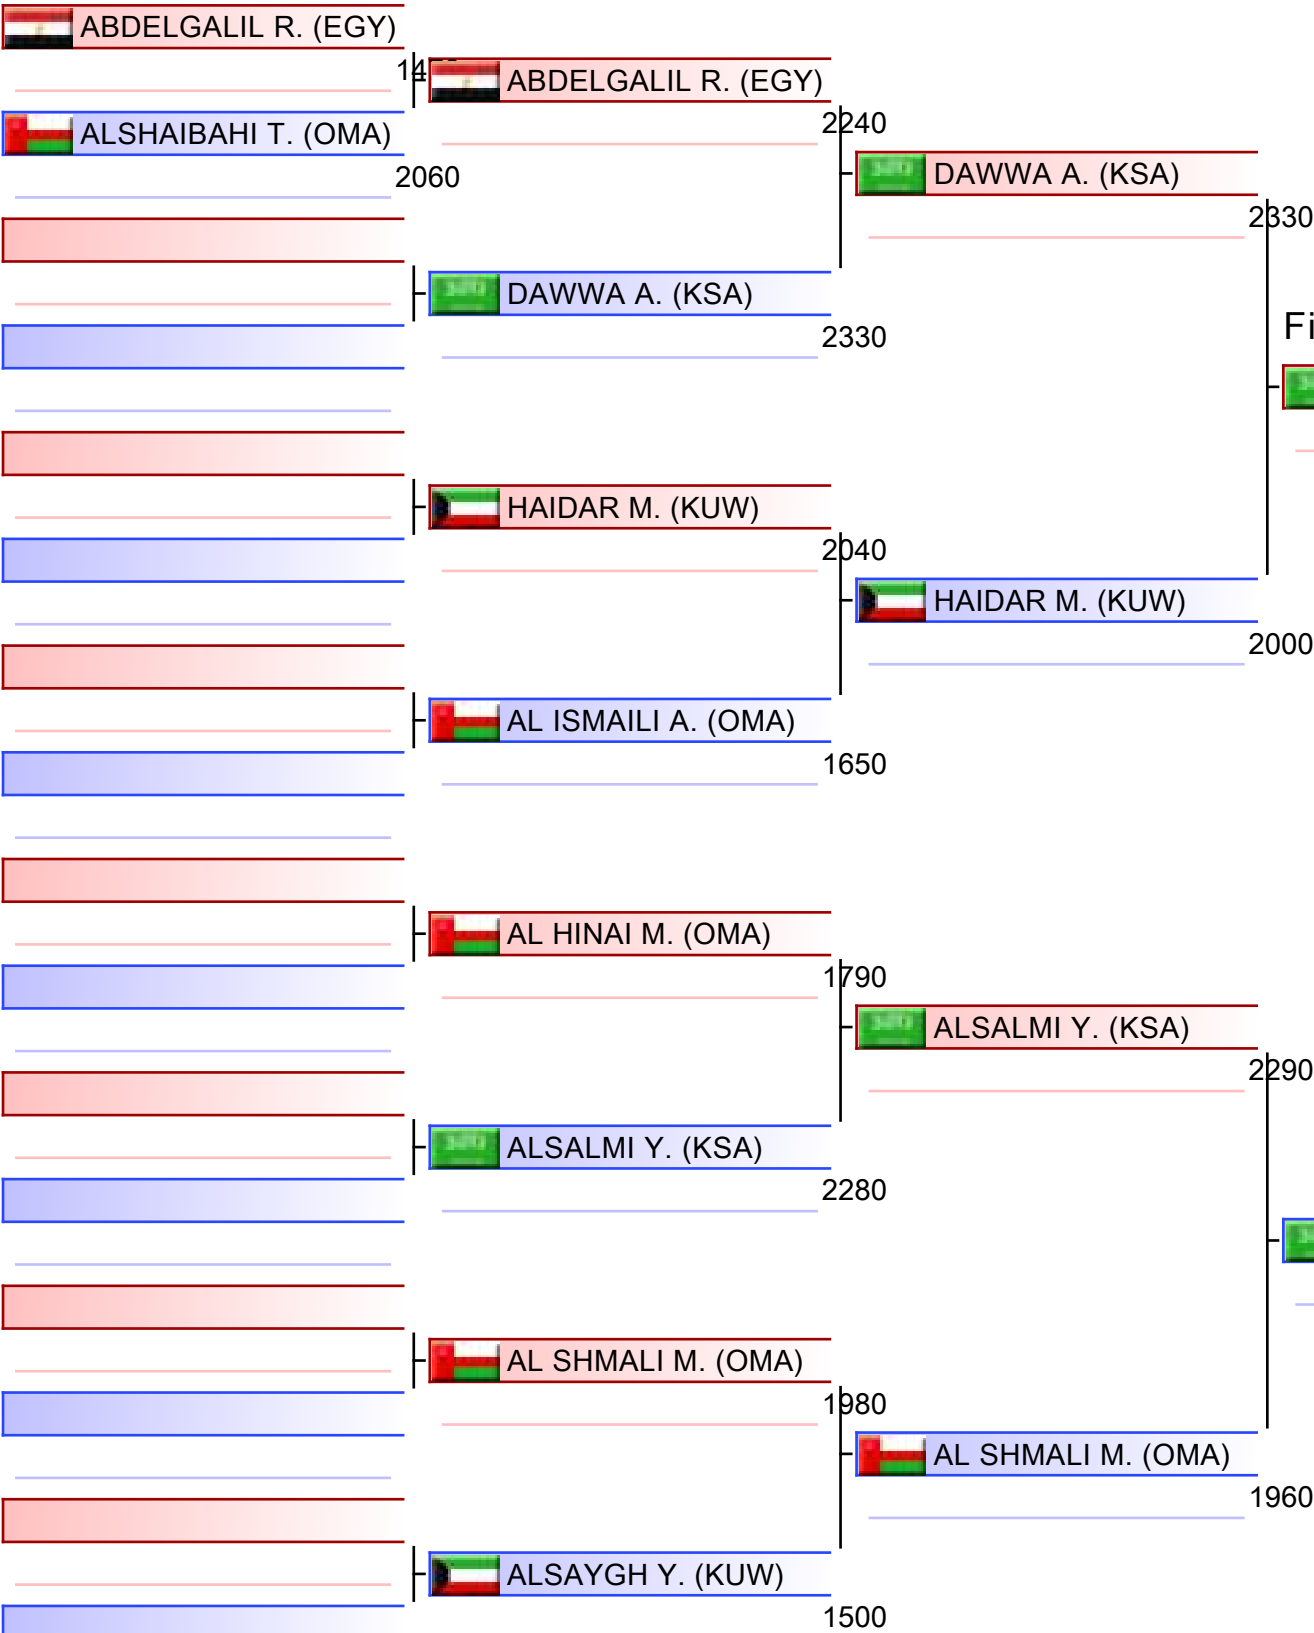 ABDELGALIL R. (EGY)
ALSHAIBAHI T. (OMA)
2060
ABDELGALIL R. (EGY)
2240
DAWWA A. (KSA)
2330
HAIDAR M. (KUW)
2040
AL ISMAILI A. (OMA)
1650
AL HINAI M. (OMA)
1790
ALSALMI Y. (KSA)
2280
AL SHMALI M. (OMA)
1980
ALSAYGH Y. (KUW)
1500
DAWWA A. (KSA)
2330
HAIDAR M. (KUW)
2000
ALSALMI Y. (KSA)
2290
AL SHMALI M. (OMA)
1960
Fi